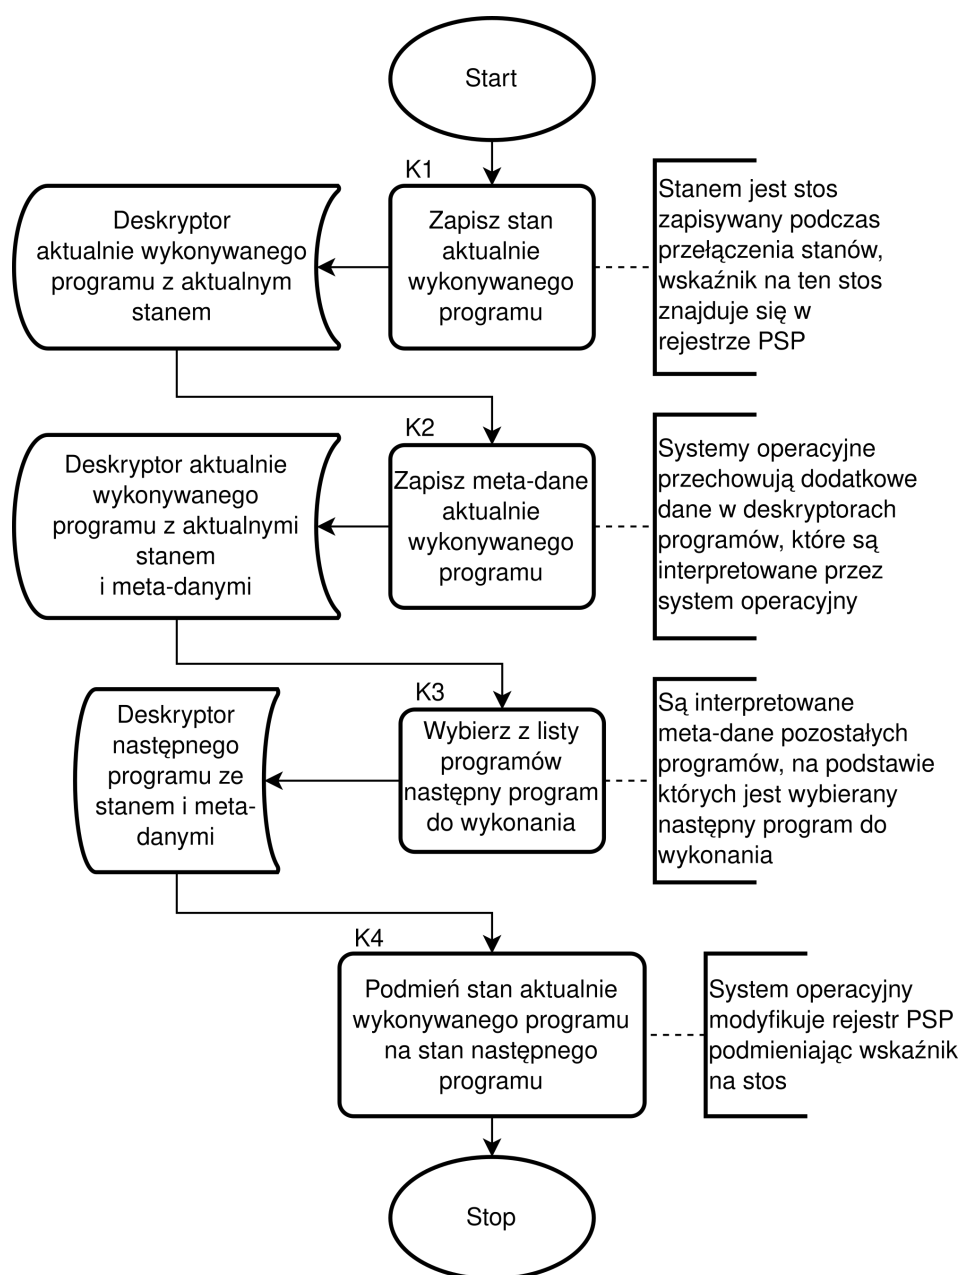 Start
K1
Deskryptor
aktualnie wykonywanego
programu z aktualnym
stanem
Zapisz stan
aktualnie
wykonywanego
programu
Stanem jest stos
zapisywany podczas
przełączenia stanów,
wskaźnik na ten stos
znajduje się w
rejestrze PSP
K2
Deskryptor aktualnie
wykonywanego
programu z aktualnymi
stanem
i meta-danymi
Zapisz meta-dane
aktualnie
wykonywanego
programu
Systemy operacyjne
przechowują dodatkowe
dane w deskryptorach
programów, które są
interpretowane przez
system operacyjny
K3
Deskryptor
następnego
programu ze
stanem i meta-
danymi
Wybierz z listy
programów
następny program
do wykonania
Są interpretowane
meta-dane pozostałych
programów, na podstawie
których jest wybierany
następny program do
wykonania
K4
Podmień stan aktualnie
wykonywanego programu
na stan następnego
programu
System operacyjny
modyfikuje rejestr PSP
podmieniając wskaźnik
na stos
Stop